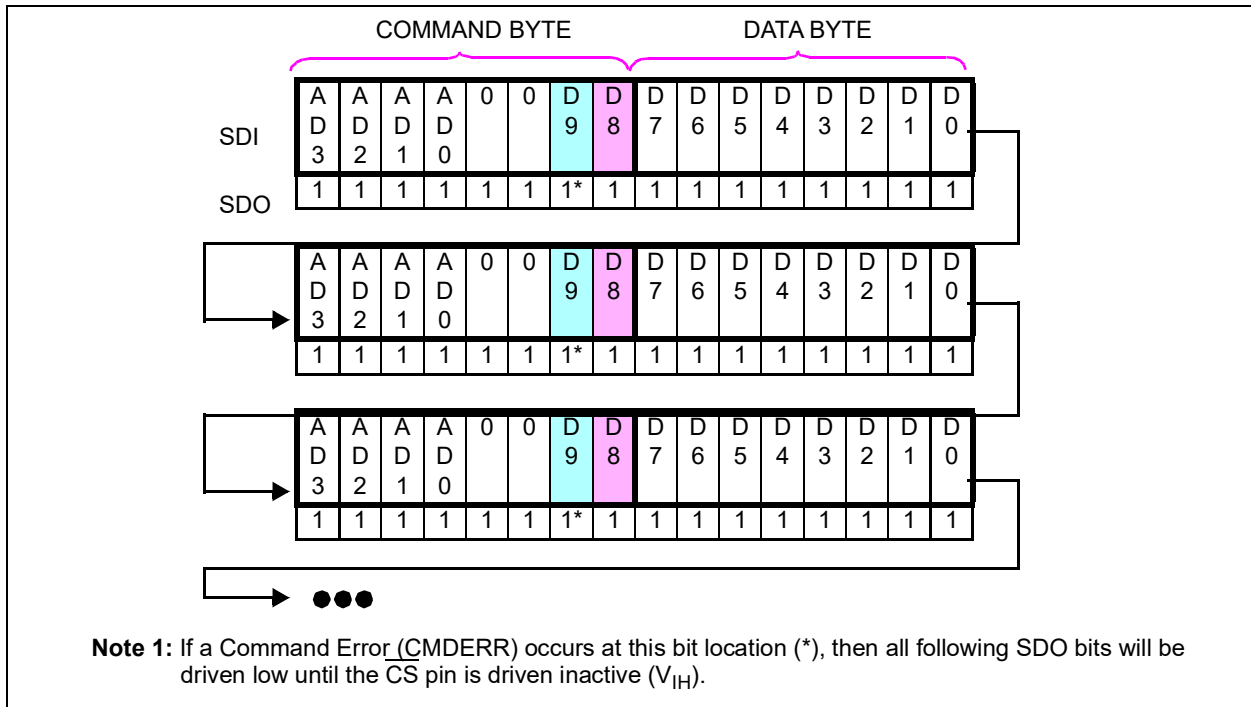 COMMAND BYTE DATA BYTE
A A A A 0 0 D D D D D D D D D D
D D D D 9 8 7 6 5 4 3 2 1 0
3 2 1 0
SDI
SDO 1 1 1 1 1 1 1* 1 1 1 1 1 1 1 1 1
A A A A 0 0 D D D D D D D D D D
D D D D 9 8 7 6 5 4 3 2 1 0
3 2 1 0
1 1 1 1 1 1 1* 1 1 1 1 1 1 1 1 1
A A A A 0 0 D D D D D D D D D D
D D D D 9 8 7 6 5 4 3 2 1 0
3 2 1 0
1 1 1 1 1 1 1* 1 1 1 1 1 1 1 1 1
Note 1: If a Command Error (CMDERR) occurs at this bit location (*), then all following SDO bits will be
driven low until the CS pin is driven inactive (VIH).